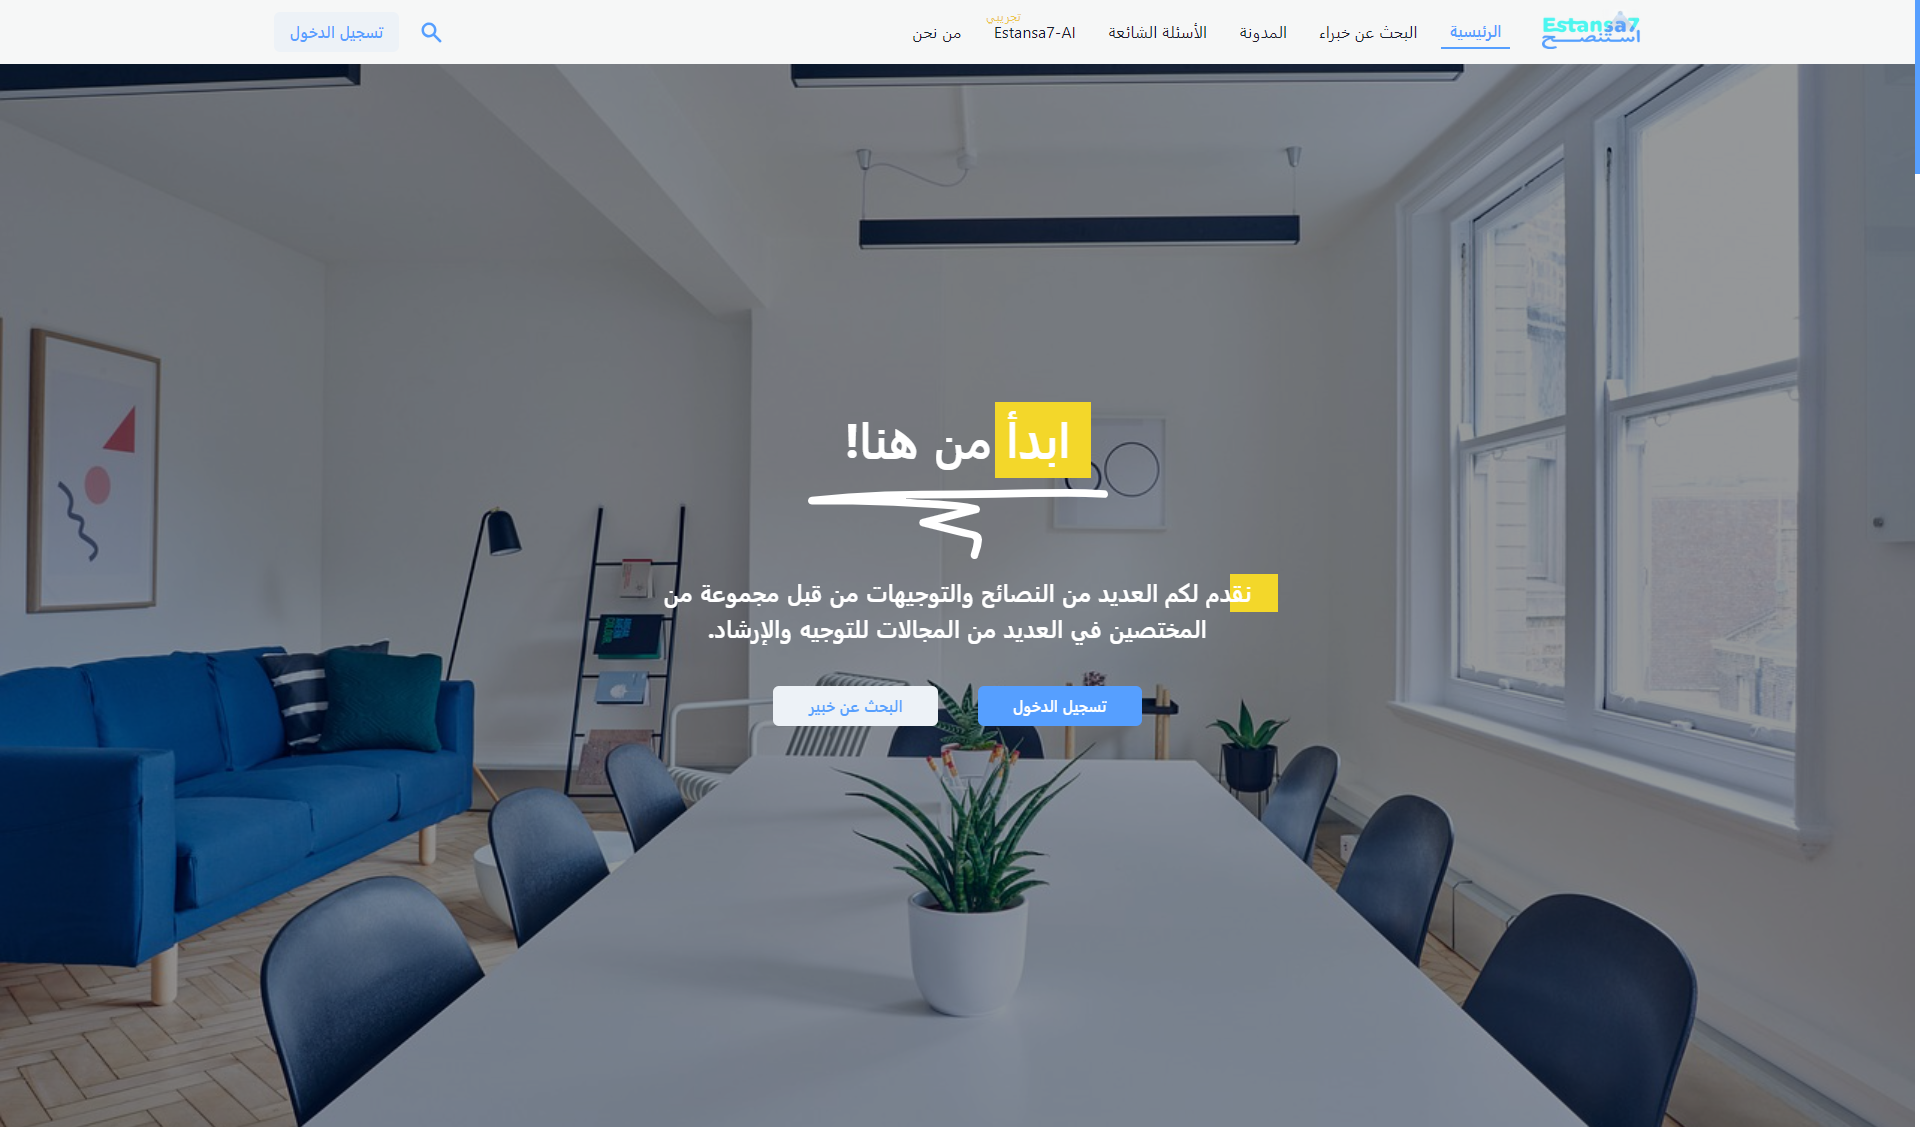 Estansa7
استنصح
الرئيسية
البحث عن خبراء
المدونة
الأسئلة الشائعة
Estansa7-AI
تجريبي
من نحن
تسجيل الدخول
ابدأ من هنا!
نقدم لكم العديد من النصائح والتوجيهات من قبل مجموعة من
المختصين في العديد من المجالات للتوجيه والإرشاد.
تسجيل الدخول
البحث عن خبير